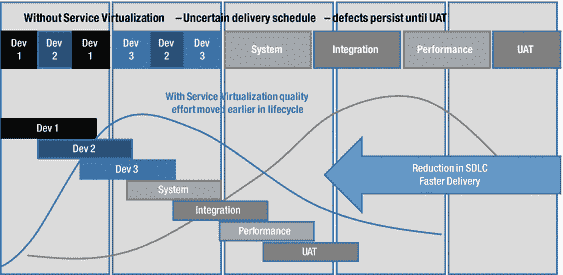 Without Service Virtualization – Uncertain delivery schedule – defects persist until UAT
Dev 1
Dev 2
Dev 1
Dev 3
Dev 2
Dev 3
System
Integration
Performance
UAT
With Service Virtualization quality
effort moved earlier in lifecycle
Dev 1
Dev 2
Dev 3
System
Integration
Performance
UAT
Reduction in SDLC
Faster Delivery